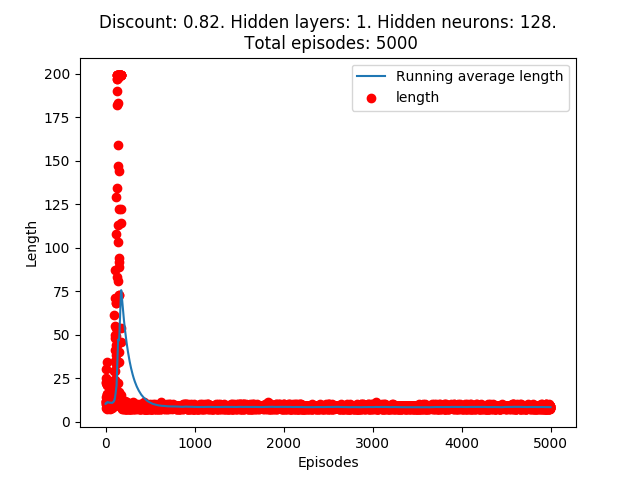 Discount: 0.82. Hidden layers: 1. Hidden neurons: 128.
Total episodes: 5000
Running average length
length
200
175
150
125
100
75
50
25
0
Length
0 1000 2000 3000 4000 5000
Episodes